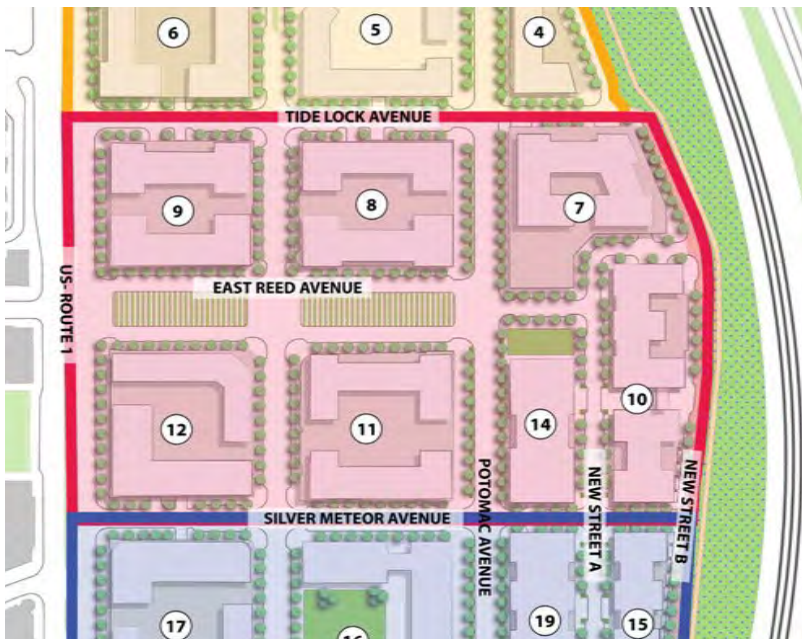 6
5
4
TIDE LOCK AVENUE
9
8
7
US- ROUTE 1
EAST REED AVENUE
12
11
14
10
POTOMAC AVENUE
NEW STREET A
NEW STREET B
SILVER METEOR AVENUE
17
16
19
15